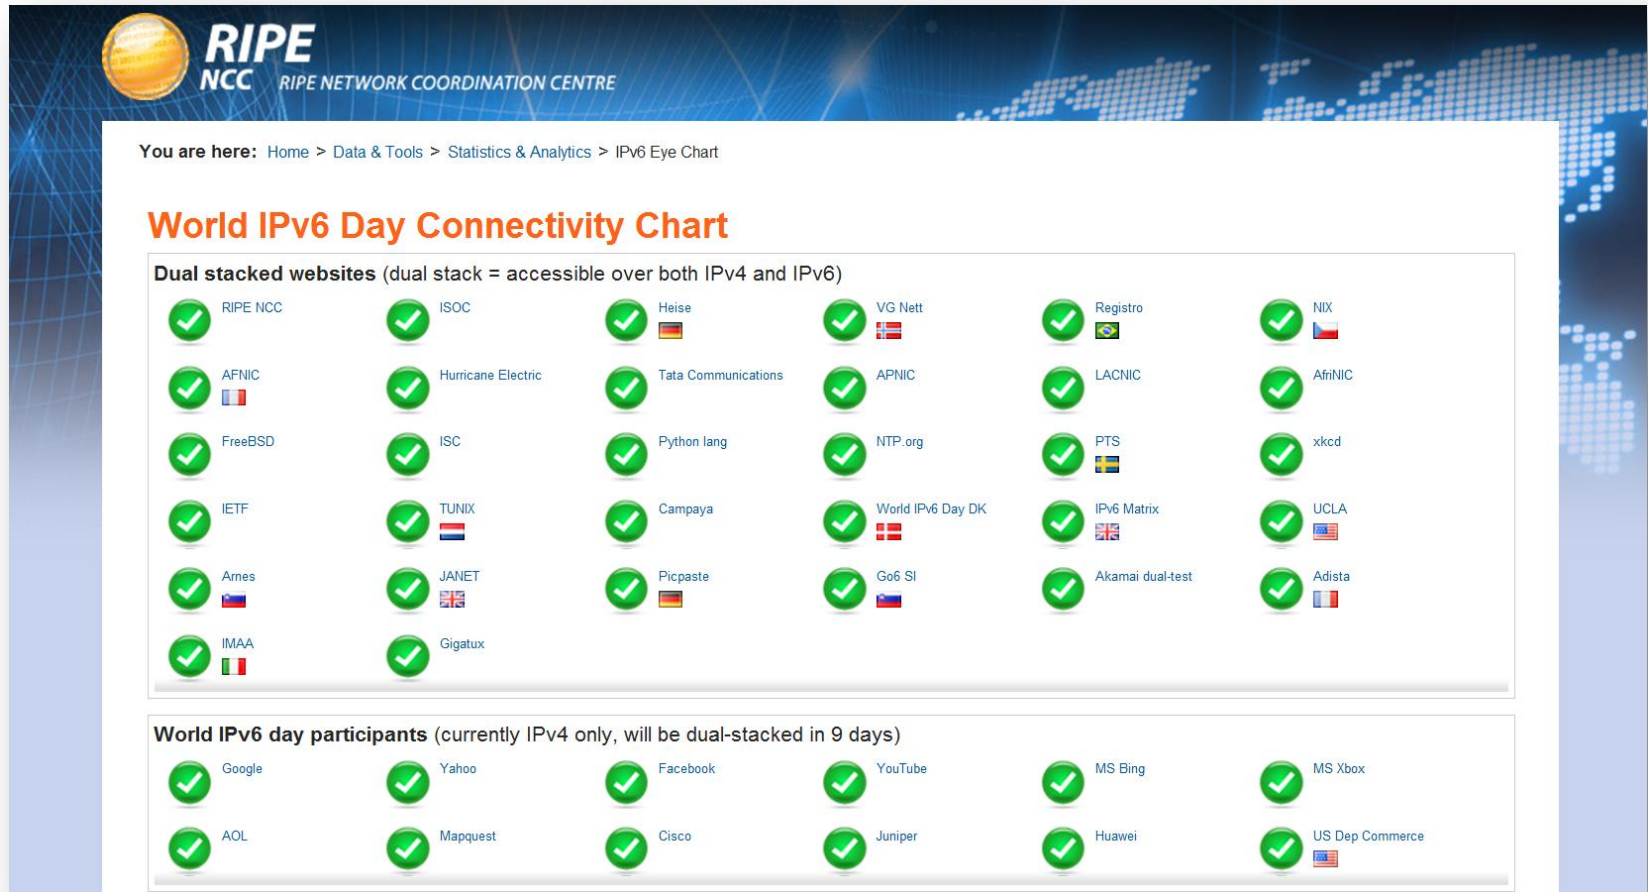 RIPE
NCC RIPE NETWORK COORDINATION CENTRE
You are here: Home > Data & Tools > Statistics & Analytics > IPv6 Eye Chart
World IPv6 Day Connectivity Chart
Dual stacked websites (dual stack = accessible over both IPv4 and IPv6)
RIPE NCC ISOC Heise VG Nett Registro NIX
AFNIC Hurricane Electric Tata Communications APNIC LACNIC AfriNIC
FreeBSD ISC Python lang NTP.org PTS xkcd
IETF TUNIX Campaya World IPv6 Day DK IPv6 Matrix UCLA
Arnes JANET Picpaste Go6 SI Akamai dual-test Adista
IMAA Gigatux
World IPv6 day participants (currently IPv4 only, will be dual-stacked in 9 days)
Google Yahoo Facebook YouTube MS Bing MS Xbox
AOL Mapquest Cisco Juniper Huawei US Dep Commerce